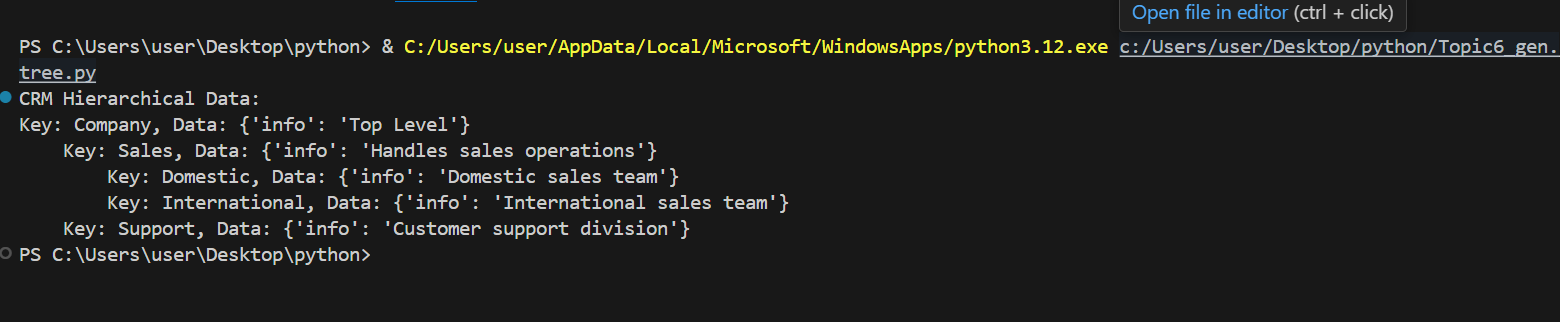 Open file in editor (ctrl + click)
PS C:\Users\user\Desktop\python> & C:/Users/user/AppData/Local/Microsoft/WindowsApps/python3.12.exe c:/Users/user/Desktop/python/Topic6_gen.
tree.py
CRM Hierarchical Data:
Key: Company, Data: {'info': 'Top Level'}
    Key: Sales, Data: {'info': 'Handles sales operations'}
        Key: Domestic, Data: {'info': 'Domestic sales team'}
        Key: International, Data: {'info': 'International sales team'}
    Key: Support, Data: {'info': 'Customer support division'}
PS C:\Users\user\Desktop\python>